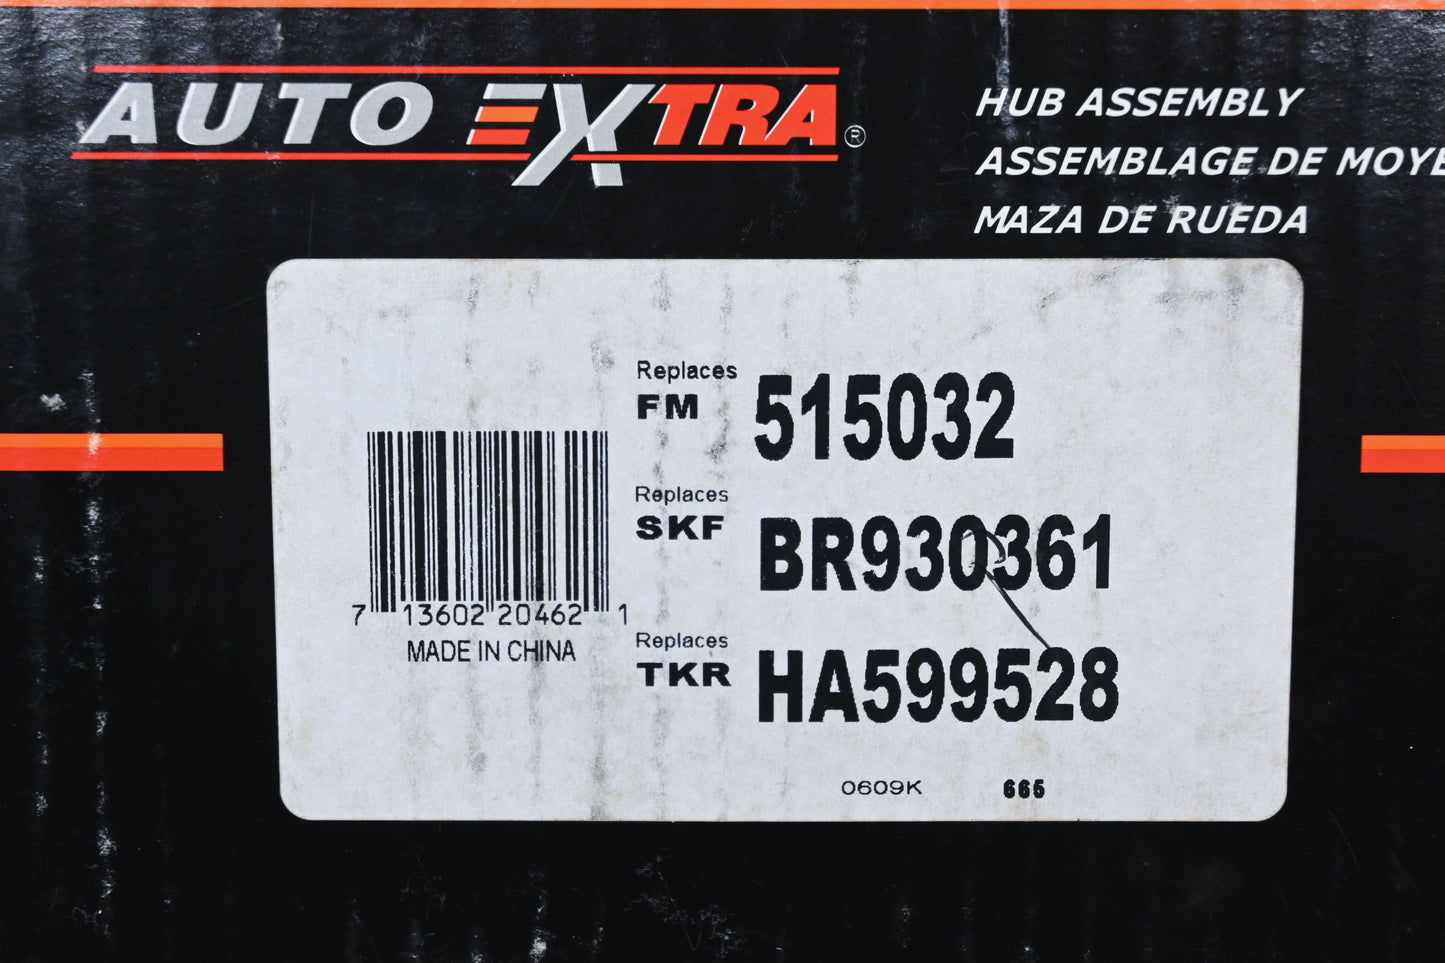 AUTO EXTRA ®
HUB ASSEMBLY
ASSEMBLAGE DE MOYE
MAZA DE RUEDA
Replaces
FM 515032
Replaces
SKF BR930361
Replaces
TKR HA599528
7 13602 20462 1
MADE IN CHINA
0609K 665